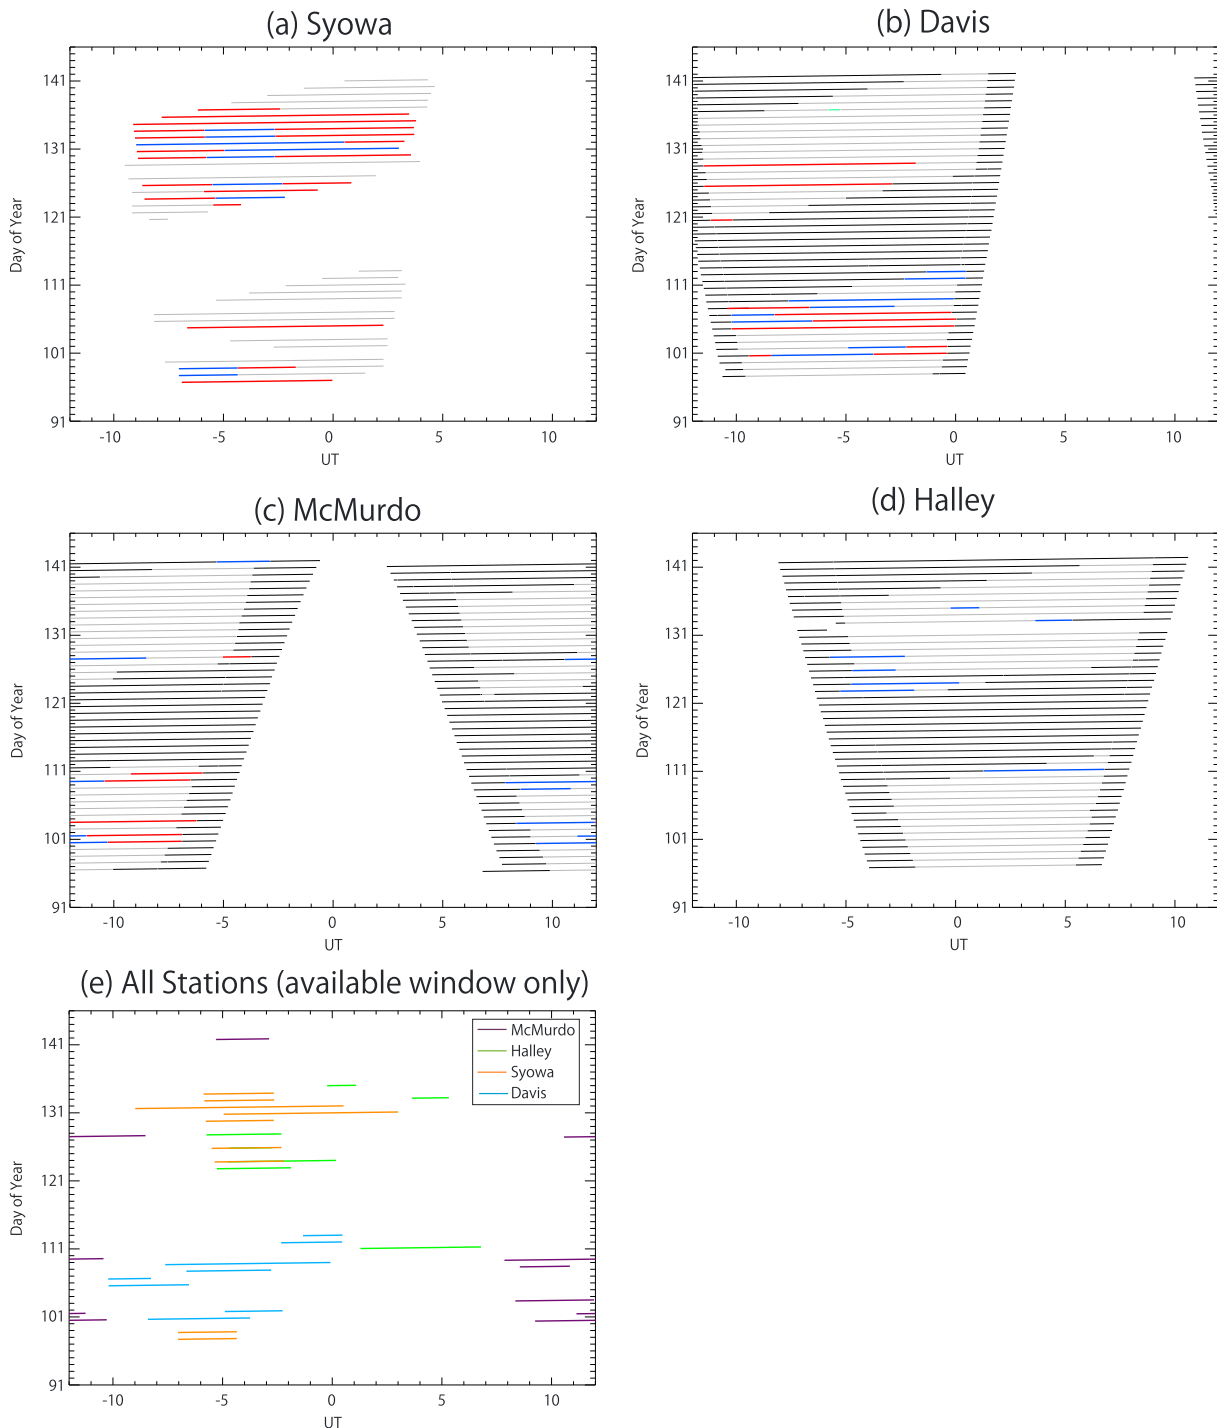 (a) Syowa
141
131
121
111
101
91
Day of Year
-10
-5
0
5
10
UT
(b) Davis
141
131
121
111
101
91
Day of Year
-10
-5
0
5
10
UT
(c) McMurdo
141
131
121
111
101
91
Day of Year
-10
-5
0
5
10
UT
(d) Halley
141
131
121
111
101
91
Day of Year
-10
-5
0
5
10
UT
(e) All Stations (available window only)
McMurdo
Halley
Syowa
Davis
141
131
121
111
101
91
Day of Year
-10
-5
0
5
10
UT